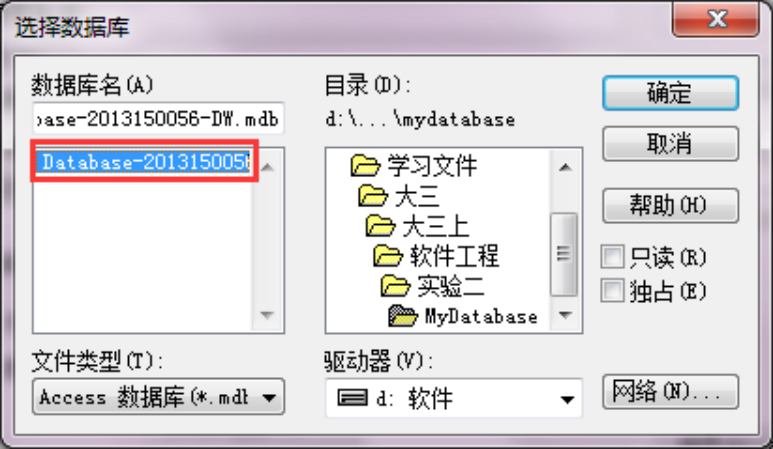 选择数据库
数据库名(A)
base-2013150056-DW.mdb
Database-201315005
目录(D):
d:\...\mydatabase
学习文件
大三
大三上
软件工程
实验二
MyDatabase
确定
取消
帮助(H)
只读(R)
独占(E)
文件类型(T):
Access 数据库(*.mdb
驱动器(V):
d: 软件
网络(N)...